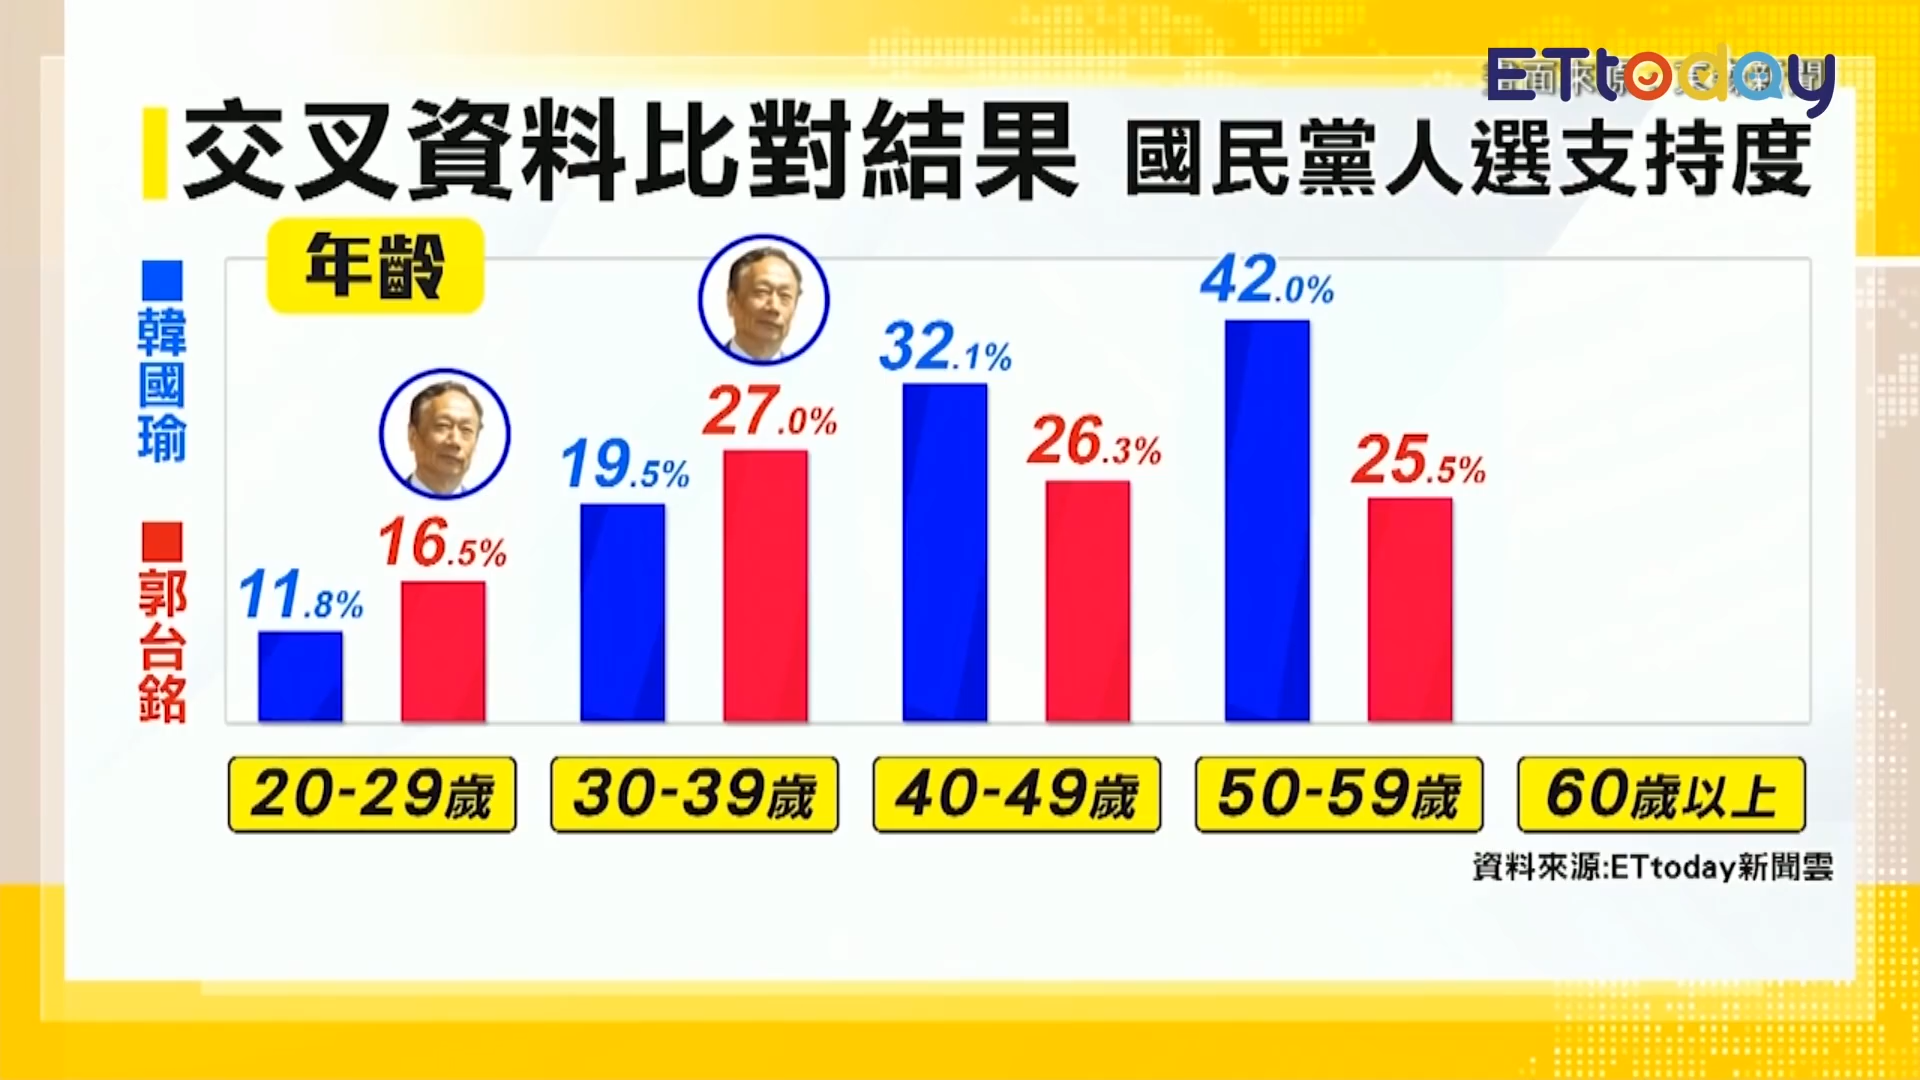 ETtoday
交叉資料比對結果 國民黨人選支持度
年齡
韓國瑜
郭台銘
11.8%
16.5%
19.5%
27.0%
32.1%
26.3%
42.0%
25.5%
20-29歲
30-39歲
40-49歲
50-59歲
60歲以上
資料來源:ETtoday新聞雲